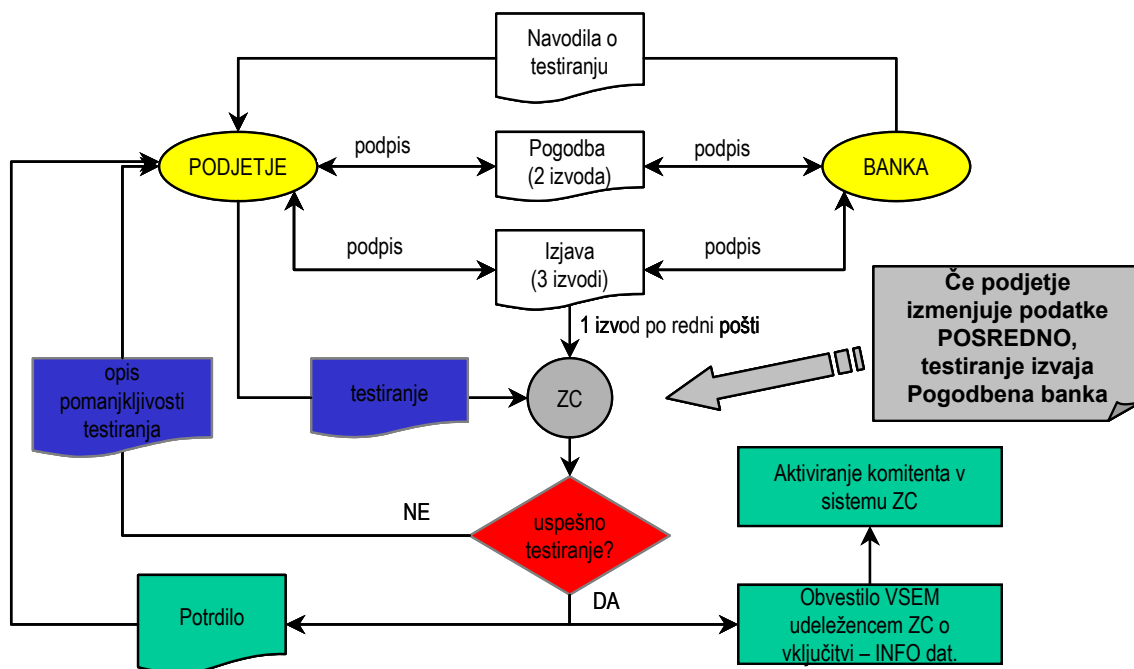 Navodila o
testiranju
PODJETJE
podpis
Pogodba
(2 izvoda)
podpis
BANKA
podpis
Izjava
(3 izvodi)
podpis
1 izvod po redni pošti
Če podjetje
izmenjuje podatke
POSREDNO,
testiranje izvaja
Pogodbena banka
opis
pomanjkljivosti
testiranja
testiranje
ZC
Aktiviranje komitenta v
sistemu ZC
NE
uspešno
testiranje?
DA
Potrdilo
Obvestilo VSEM
udeležencem ZC o
vključitvi – INFO dat.